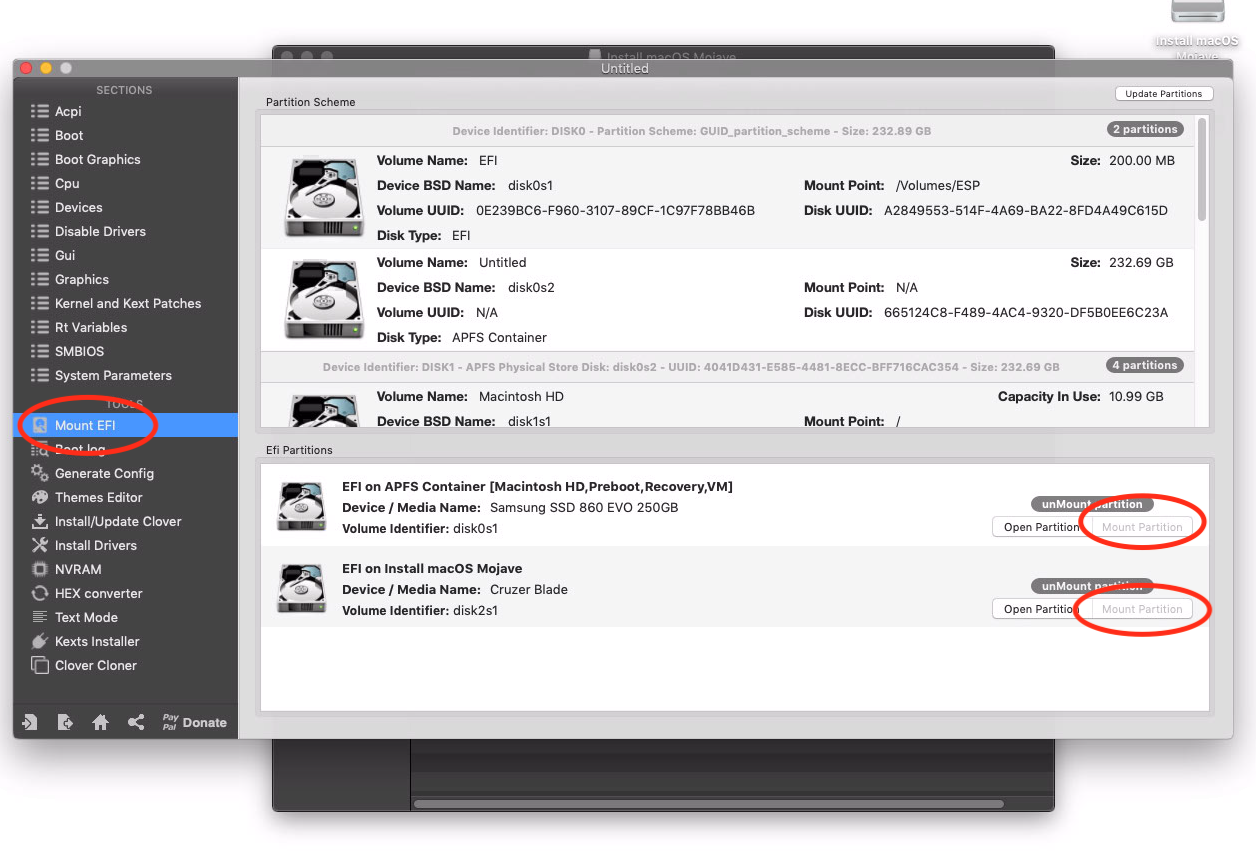 Install macOS
Mojave
Install macOS Mojave
Untitled
SECTIONS
Acpi
Boot
Boot Graphics
Cpu
Devices
Disable Drivers
Gui
Graphics
Kernel and Kext Patches
Rt Variables
SMBIOS
System Parameters
TOOLS
Mount EFI
Boot log
Generate Config
Themes Editor
Install/Update Clover
Install Drivers
NVRAM
HEX converter
Text Mode
Kexts Installer
Clover Cloner
Pay
Pal
Donate
Partition Scheme
Update Partitions
Device Identifier: DISK0 - Partition Scheme: GUID_partition_scheme - Size: 232.89 GB
2 partitions
Volume Name: EFI
Size: 200.00 MB
Device BSD Name: disk0s1
Mount Point: /Volumes/ESP
Volume UUID: 0E239BC6-F960-3107-89CF-1C97F78BB46B
Disk UUID: A2849553-514F-4A69-BA22-8FD4A49C615D
Disk Type: EFI
Volume Name: Untitled
Size: 232.69 GB
Device BSD Name: disk0s2
Mount Point: N/A
Volume UUID: N/A
Disk UUID: 665124C8-F489-4AC4-9320-DF5B0EE6C23A
Disk Type: APFS Container
Device Identifier: DISK1 - APFS Physical Store Disk: disk0s2 - UUID: 4041D431-E585-4481-8ECC-BFF716CAC354 - Size: 232.69 GB
4 partitions
Volume Name: Macintosh HD
Capacity In Use: 10.99 GB
Device BSD Name: disk1s1
Mount Point: /
Efi Partitions
EFI on APFS Container [Macintosh HD,Preboot,Recovery,VM]
Device / Media Name: Samsung SSD 860 EVO 250GB
unMount partition
Volume Identifier: disk0s1
Open Partition
Mount Partition
EFI on Install macOS Mojave
Device / Media Name: Cruzer Blade
unMount partition
Volume Identifier: disk2s1
Open Partition
Mount Partition